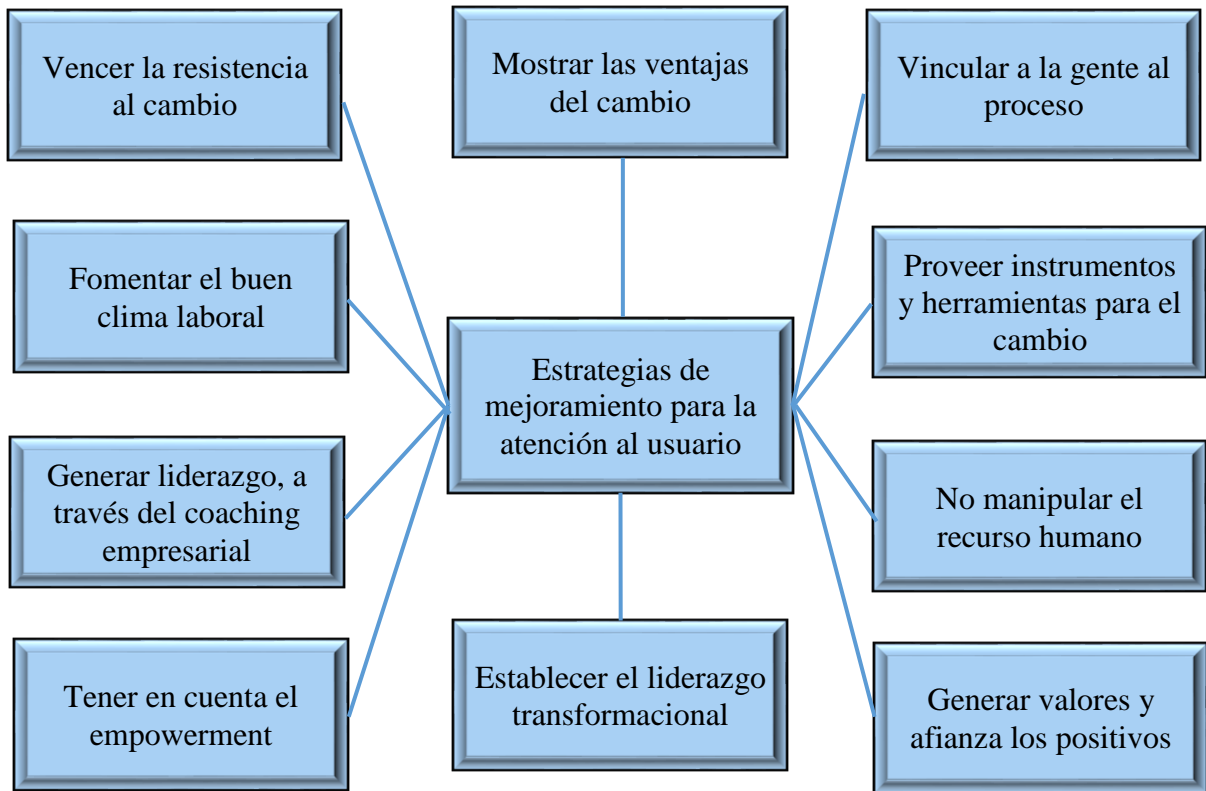 Vencer la resistencia
al cambio
Mostrar las ventajas
del cambio
Vincular a la gente al
proceso
Fomentar el buen
clima laboral
Proveer instrumentos
y herramientas para el
cambio
Estrategias de
mejoramiento para la
atención al usuario
Generar liderazgo, a
través del coaching
empresarial
No manipular el
recurso humano
Tener en cuenta el
empowerment
Establecer el liderazgo
transformacional
Generar valores y
afianza los positivos